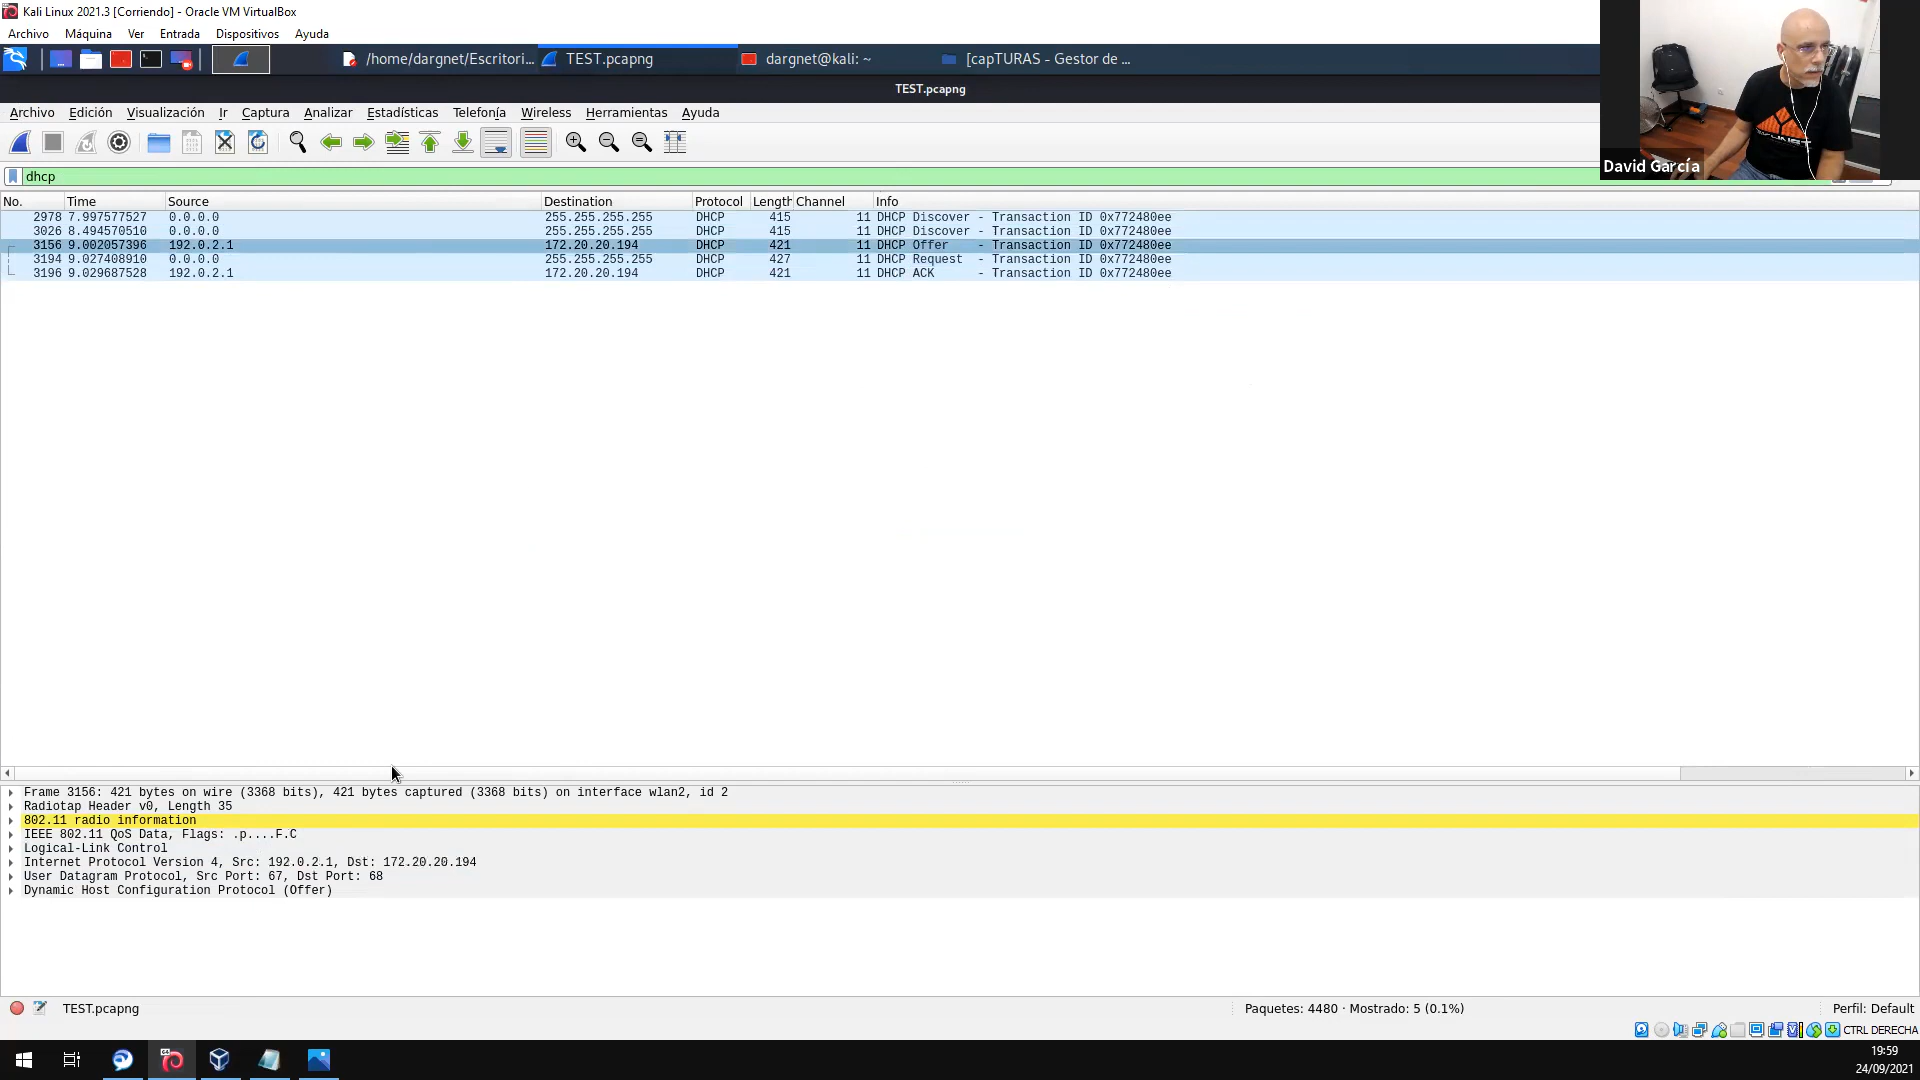 Kali Linux 2021.3 [Corriendo] - Oracle VM VirtualBox
Archivo Máquina Ver Entrada Dispositivos Ayuda
/home/dargnet/Escritori... TEST.pcapng dargnet@kali: ~ [capTURAS - Gestor de ...
TEST.pcapng
Archivo Edición Visualización Ir Captura Analizar Estadísticas Telefonía Wireless Herramientas Ayuda
David García
dhcp
No. Time Source Destination Protocol Length Channel Info
2978 7.997577527 0.0.0.0 255.255.255.255 DHCP 415 11 DHCP Discover - Transaction ID 0x772480ee
3026 8.494570510 0.0.0.0 255.255.255.255 DHCP 415 11 DHCP Discover - Transaction ID 0x772480ee
3156 9.002057396 192.0.2.1 172.20.20.194 DHCP 421 11 DHCP Offer - Transaction ID 0x772480ee
3194 9.027408910 0.0.0.0 255.255.255.255 DHCP 427 11 DHCP Request - Transaction ID 0x772480ee
3196 9.029687528 192.0.2.1 172.20.20.194 DHCP 421 11 DHCP ACK - Transaction ID 0x772480ee
Frame 3156: 421 bytes on wire (3368 bits), 421 bytes captured (3368 bits) on interface wlan2, id 2
Radiotap Header v0, Length 35
802.11 radio information
IEEE 802.11 QoS Data, Flags: .p....F.C
Logical-Link Control
Internet Protocol Version 4, Src: 192.0.2.1, Dst: 172.20.20.194
User Datagram Protocol, Src Port: 67, Dst Port: 68
Dynamic Host Configuration Protocol (Offer)
TEST.pcapng Paquetes: 4480 · Mostrado: 5 (0.1%) Perfil: Default
CTRL DERECHA
19:59
24/09/2021